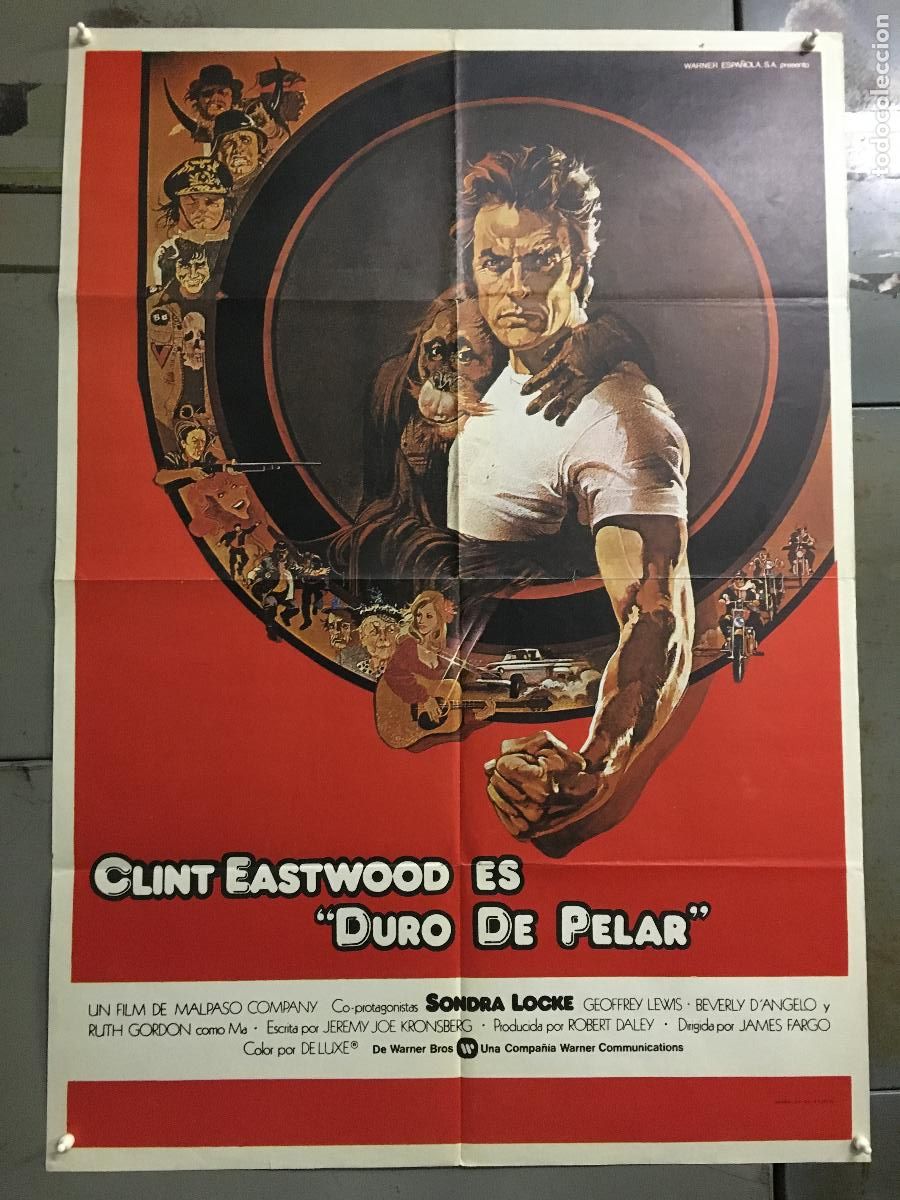 WARNER ESPAÑOLA, S.A. presenta
todocoleccion
CLINT EASTWOOD ES
"DURO DE PELAR"
UN FILM DE MALPASO COMPANY Co-protagonistas SONDRA LOCKE GEOFFREY LEWIS · BEVERLY D'ANGELO y
RUTH GORDON como Ma · Escrita por JEREMY JOE KRONSBERG · Producida por ROBERT DALEY · Dirigida por JAMES FARGO
Color por DE LUXE® De Warner Bros W Una Compañía Warner Communications